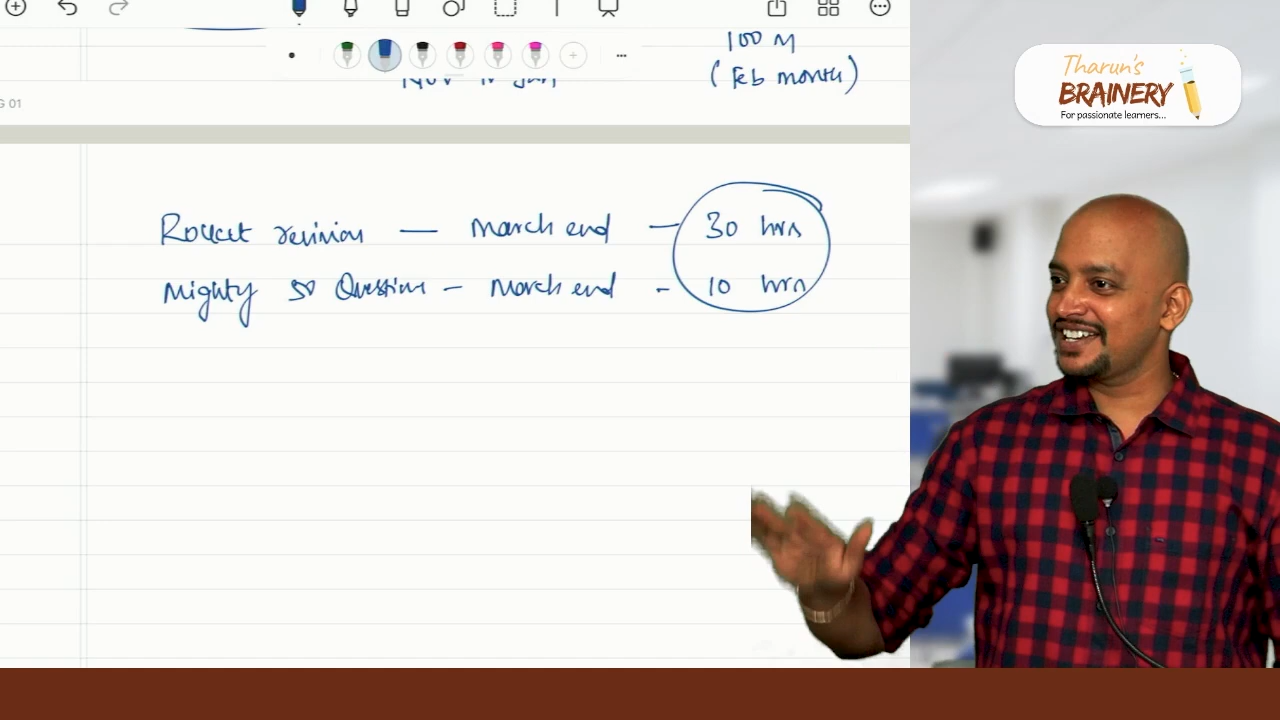 100 M
(Feb month)
G 01
Tharun's
BRAINERY
For passionate learners...
Rocket revision — March end — 30 hrs
Mighty 50 Question - March end - 10 hrs